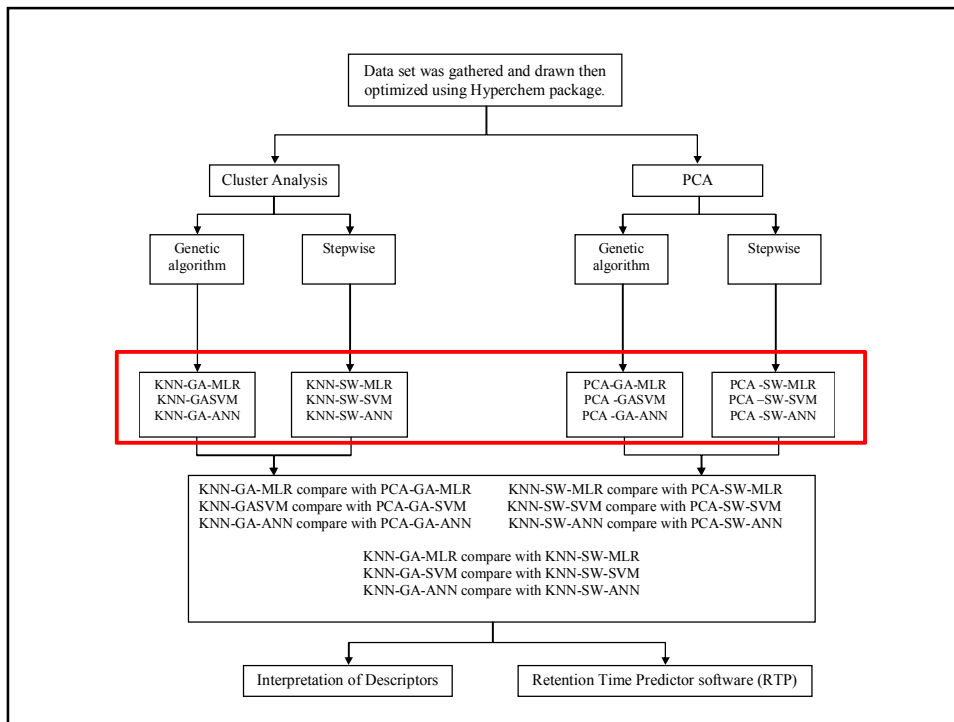 Data set was gathered and drawn then
optimized using Hyperchem package.
Cluster Analysis
PCA
Genetic
algorithm
Stepwise
Genetic
algorithm
Stepwise
KNN-GA-MLR
KNN-GASVM
KNN-GA-ANN
KNN-SW-MLR
KNN-SW-SVM
KNN-SW-ANN
PCA-GA-MLR
PCA -GASVM
PCA -GA-ANN
PCA -SW-MLR
PCA –SW-SVM
PCA -SW-ANN
KNN-GA-MLR compare with PCA-GA-MLR
KNN-GASVM compare with PCA-GA-SVM
KNN-GA-ANN compare with PCA-GA-ANN
KNN-SW-MLR compare with PCA-SW-MLR
KNN-SW-SVM compare with PCA-SW-SVM
KNN-SW-ANN compare with PCA-SW-ANN
KNN-GA-MLR compare with KNN-SW-MLR
KNN-GA-SVM compare with KNN-SW-SVM
KNN-GA-ANN compare with KNN-SW-ANN
Interpretation of Descriptors
Retention Time Predictor software (RTP)